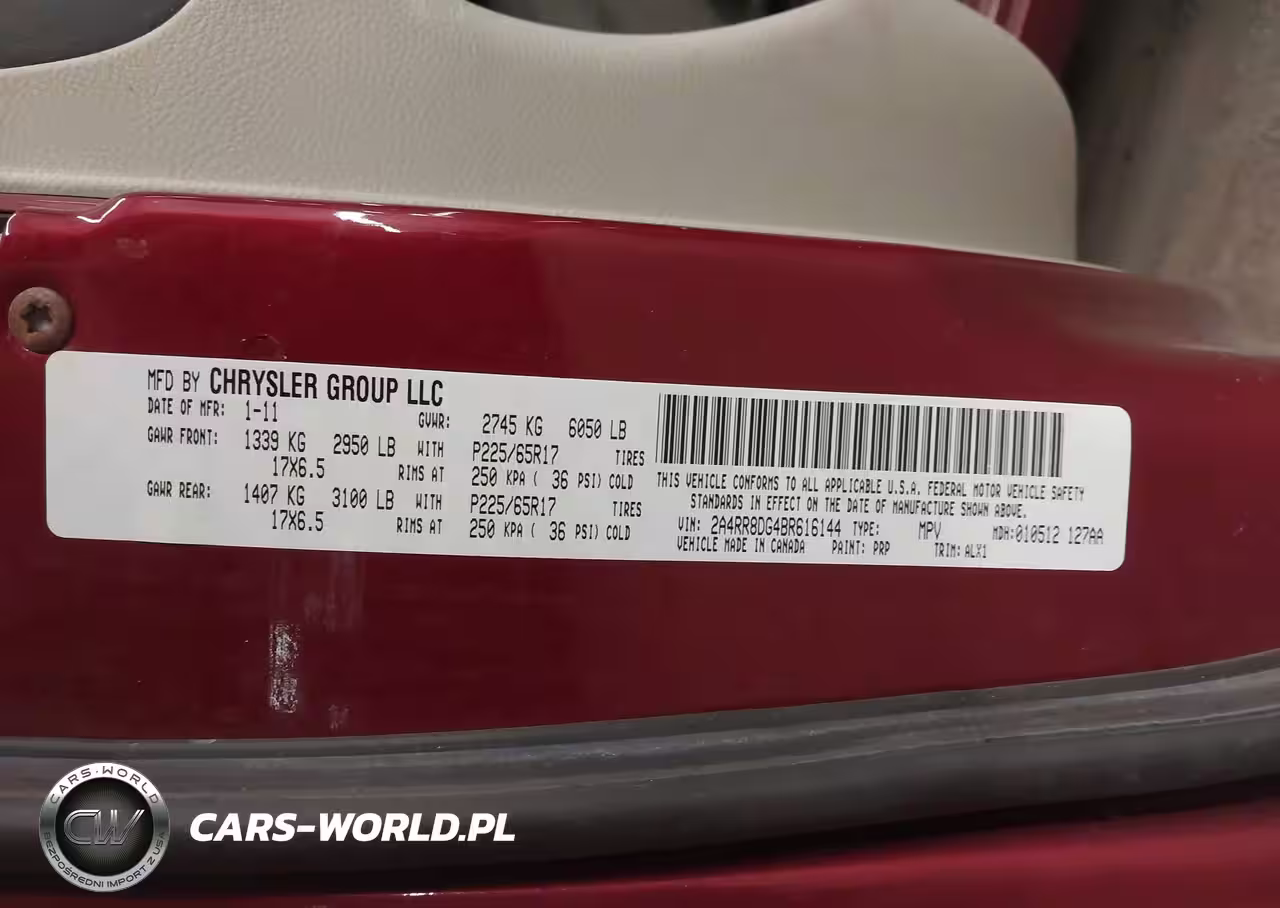 MFD BY CHRYSLER GROUP LLC
DATE OF MFR: 1-11 GVWR: 2745 KG 6050 LB
GAWR FRONT: 1339 KG 2950 LB WITH P225/65R17 TIRES
17X6.5 RIMS AT 250 KPA ( 36 PSI) COLD
GAWR REAR: 1407 KG 3100 LB WITH P225/65R17 TIRES
17X6.5 RIMS AT 250 KPA ( 36 PSI) COLD
THIS VEHICLE CONFORMS TO ALL APPLICABLE U.S.A. FEDERAL MOTOR VEHICLE SAFETY
STANDARDS IN EFFECT ON THE DATE OF MANUFACTURE SHOWN ABOVE.
VIN: 2A4RR8DG4BR616144 TYPE: MPV MDH:010512 127AA
VEHICLE MADE IN CANADA PAINT: PRP TRIM: ALX1
CARS-WORLD
CW
BEZPOŚREDNI IMPORT Z USA
CARS-WORLD.PL